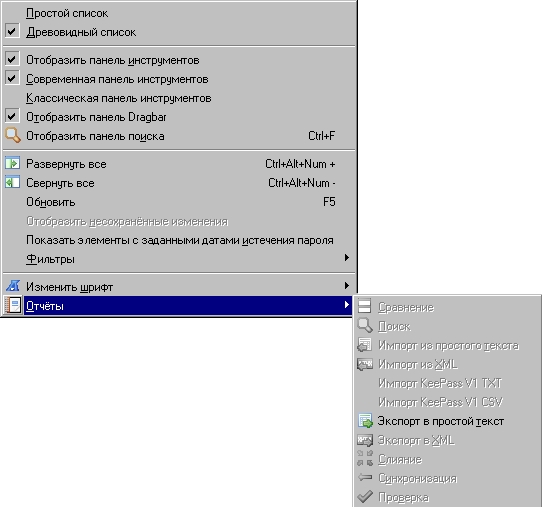 Простой список
Древовидный список
Отобразить панель инструментов
Современная панель инструментов
Классическая панель инструментов
Отобразить панель Dragbar
Отобразить панель поиска Ctrl+F
Развернуть все Ctrl+Alt+Num +
Свернуть все Ctrl+Alt+Num -
Обновить F5
Отобразить несохранённые изменения
Показать элементы с заданными датами истечения пароля
Фильтры
Изменить шрифт
Отчёты
Сравнение
Поиск
Импорт из простого текста
Импорт из XML
Импорт KeePass V1 TXT
Импорт KeePass V1 CSV
Экспорт в простой текст
Экспорт в XML
Слияние
Синхронизация
Проверка